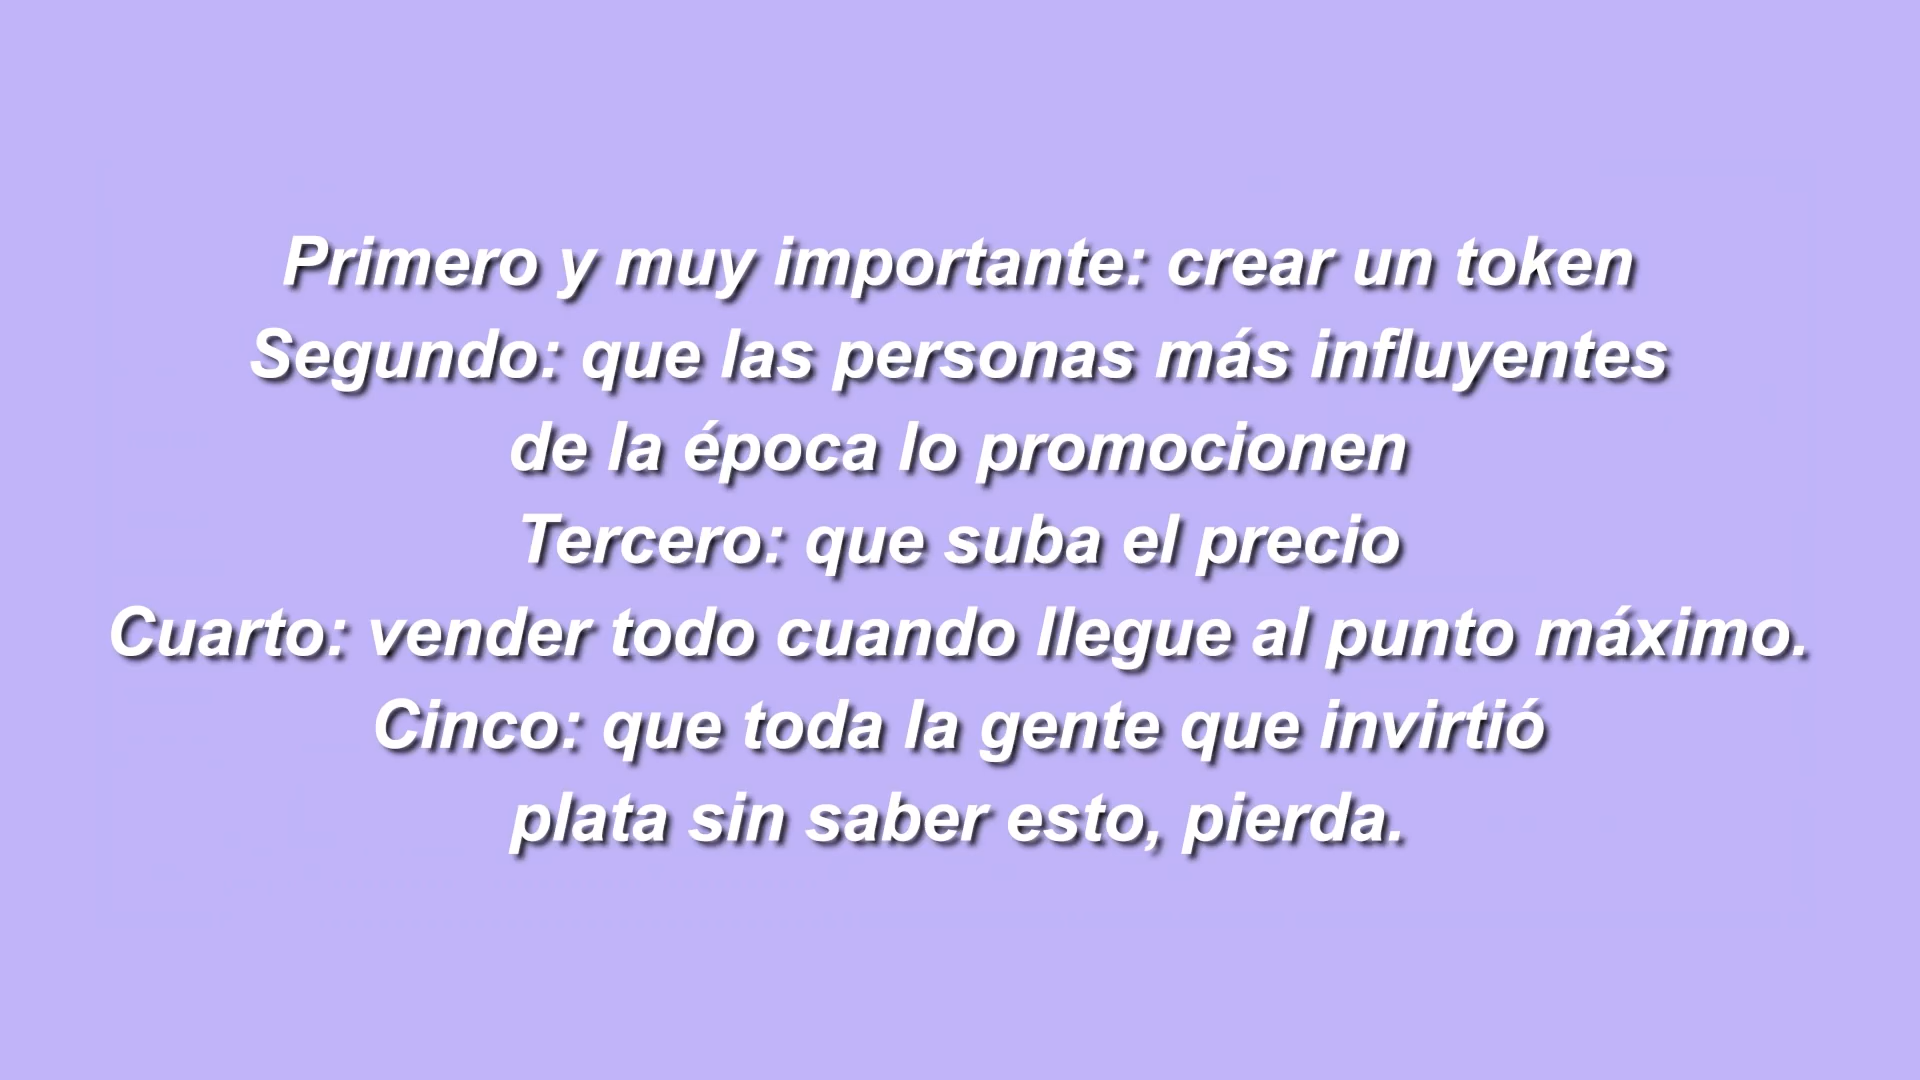 Primero y muy importante: crear un token
Segundo: que las personas más influyentes
de la época lo promocionen
Tercero: que suba el precio
Cuarto: vender todo cuando llegue al punto máximo.
Cinco: que toda la gente que invirtió
plata sin saber esto, pierda.